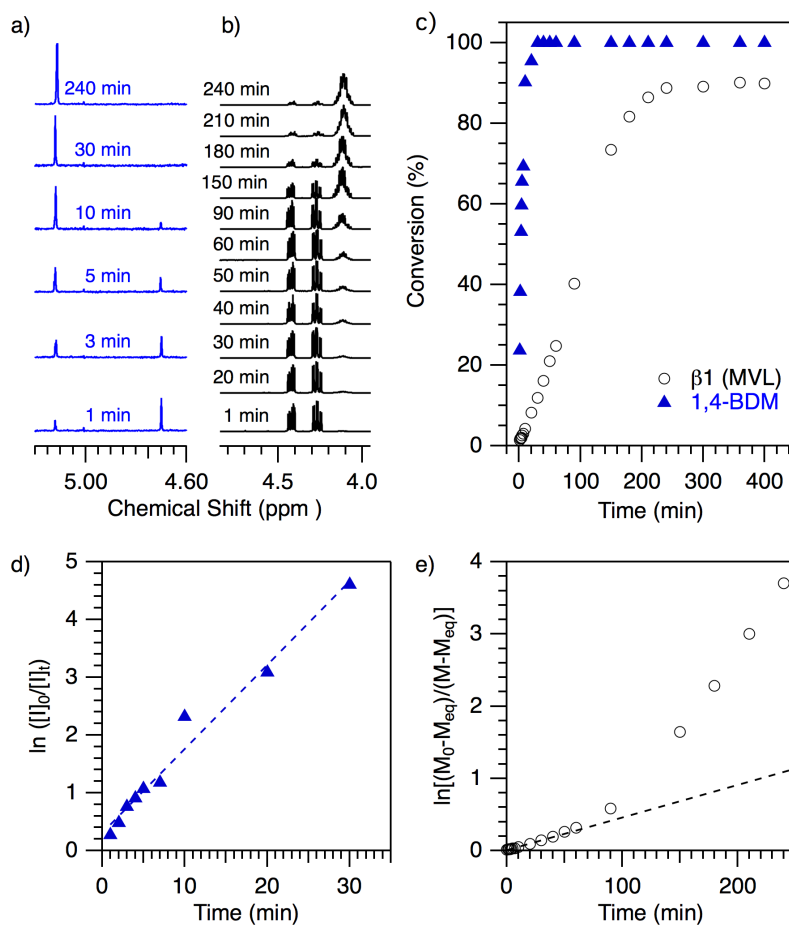 a)
240 min
30 min
10 min
5 min
3 min
1 min
5.00
4.60
b)
240 min
210 min
180 min
150 min
90 min
60 min
50 min
40 min
30 min
20 min
1 min
4.5
4.0
Chemical Shift (ppm )
c)
100
80
60
40
20
0
Conversion (%)
β1 (MVL)
1,4-BDM
0
100
200
300
400
Time (min)
d)
5
4
3
2
1
0
ln ([I]₀/[I]ₜ)
0
10
20
30
Time (min)
e)
4
3
2
1
0
ln[(M₀-Meq)/(M-Meq)]
0
100
200
Time (min)